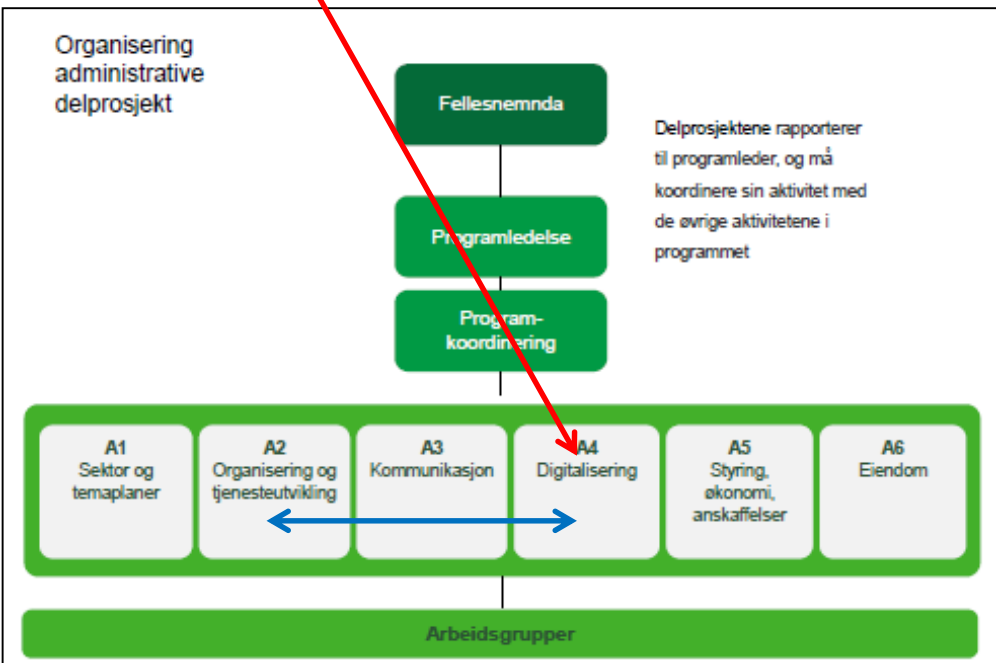 Organisering
administrative
delprosjekt
Fellesnemnda
Delprosjektene rapporterer
til programleder, og må
koordinere sin aktivitet med
de øvrige aktivitetene i
programmet
Programledelse
Program-
koordinering
A1
Sektor og
temaplaner
A2
Organisering og
tjenesteutvikling
A3
Kommunikasjon
A4
Digitalisering
A5
Styring,
økonomi,
anskaffelser
A6
Eiendom
Arbeidsgrupper